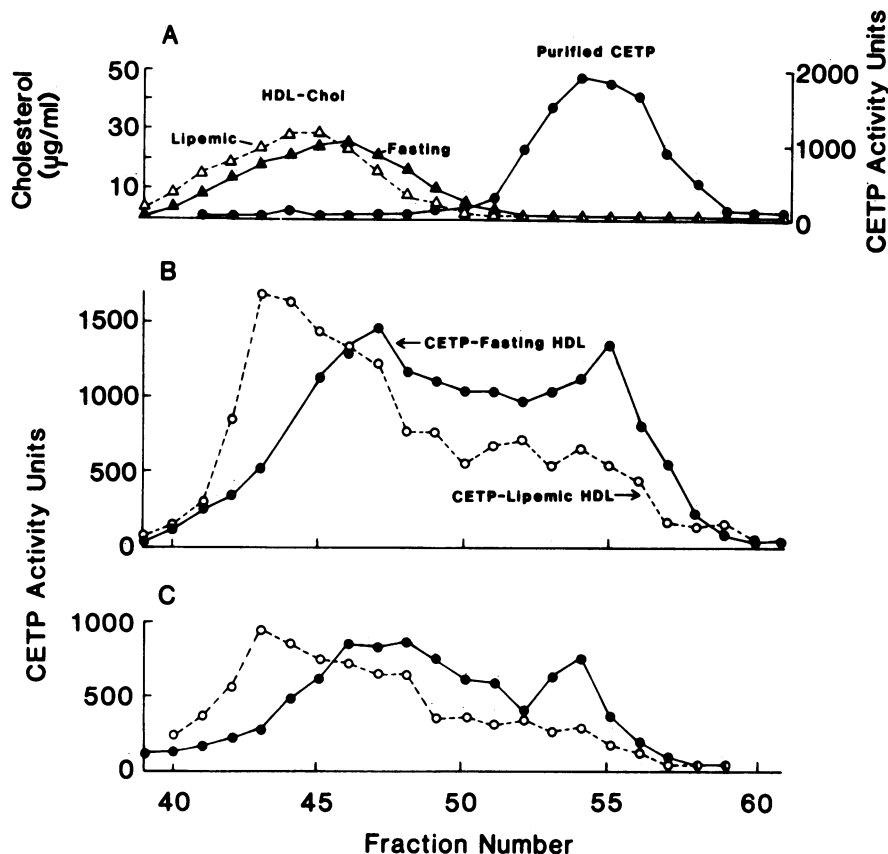 A
Cholesterol
(µg/ml)
50
30
10
HDL-Chol
Lipemic
Fasting
Purified CETP
2000
1000
0
CETP Activity Units
B
1500
1000
500
0
CETP-Fasting HDL
CETP-Lipemic HDL
CETP Activity Units
C
1000
500
0
40
45
50
55
60
Fraction Number